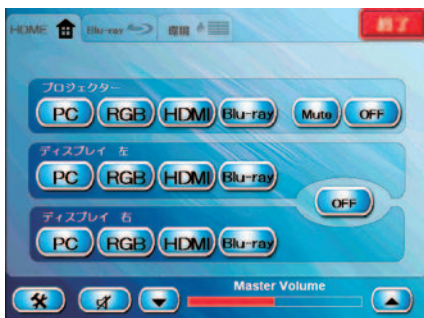 HOME Blu-ray 環境 終了
プロジェクター
PC RGB HDMI Blu-ray Mute OFF
ディスプレイ 左
PC RGB HDMI Blu-ray
OFF
ディスプレイ 右
PC RGB HDMI Blu-ray
Master Volume